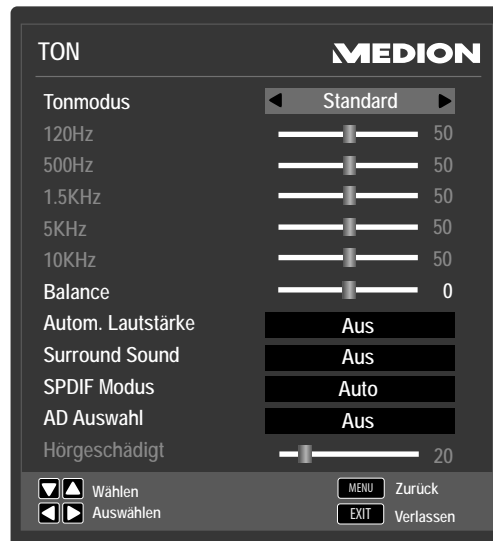 TON MEDION
Tonmodus Standard
120Hz 50
500Hz 50
1.5KHz 50
5KHz 50
10KHz 50
Balance 0
Autom. Lautstärke Aus
Surround Sound Aus
SPDIF Modus Auto
AD Auswahl Aus
Hörgeschädigt 20
Wählen MENU Zurück
Auswählen EXIT Verlassen